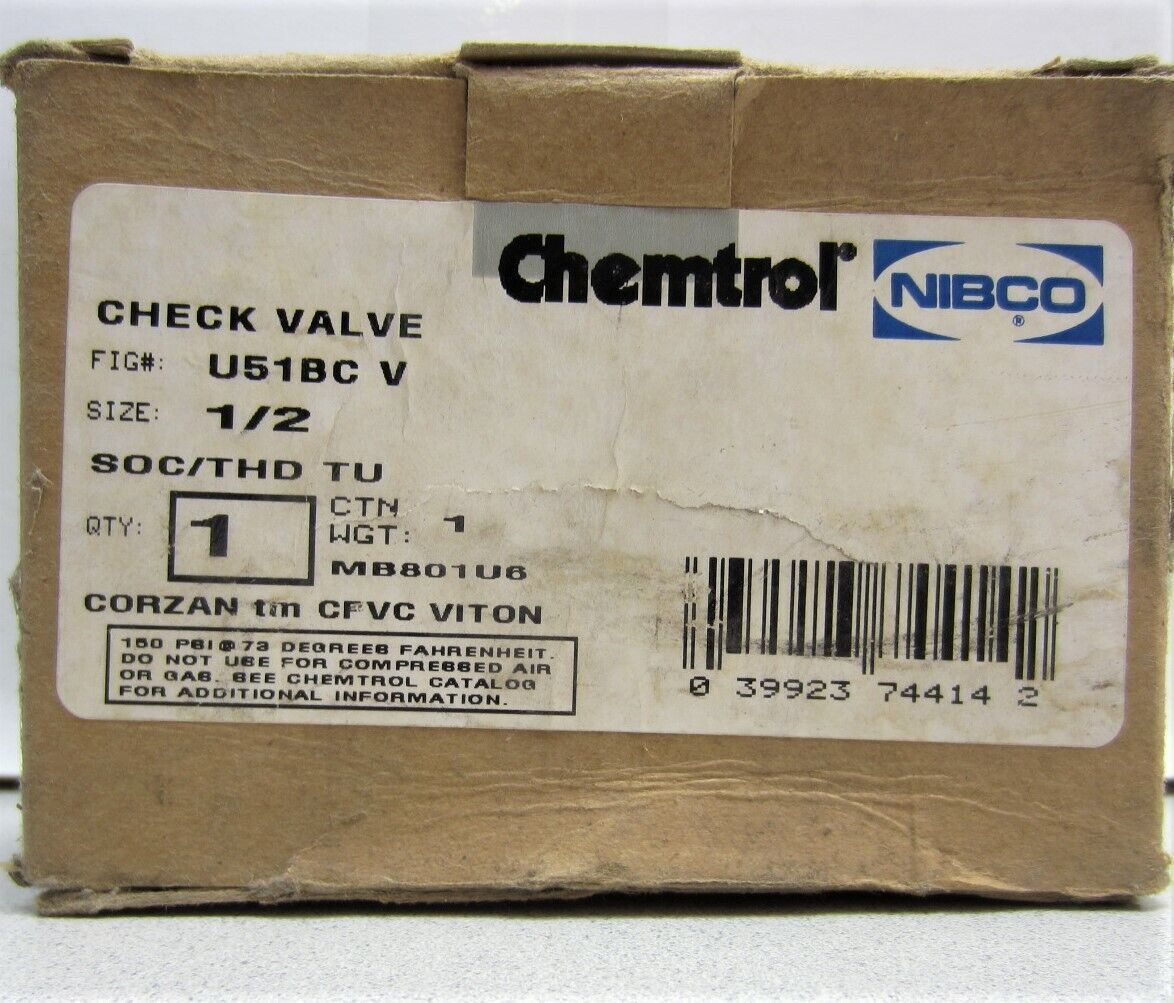 Chemtrol® NIBCO ®
CHECK VALVE
FIG#: U51BC V
SIZE: 1/2
SOC/THD TU
QTY: 1 CTN WGT: 1
MB801U6
CORZAN tm CPVC VITON
150 PSI@73 DEGREES FAHRENHEIT.
DO NOT USE FOR COMPRESSED AIR
OR GAS. SEE CHEMTROL CATALOG
FOR ADDITIONAL INFORMATION.
0 39923 74414 2